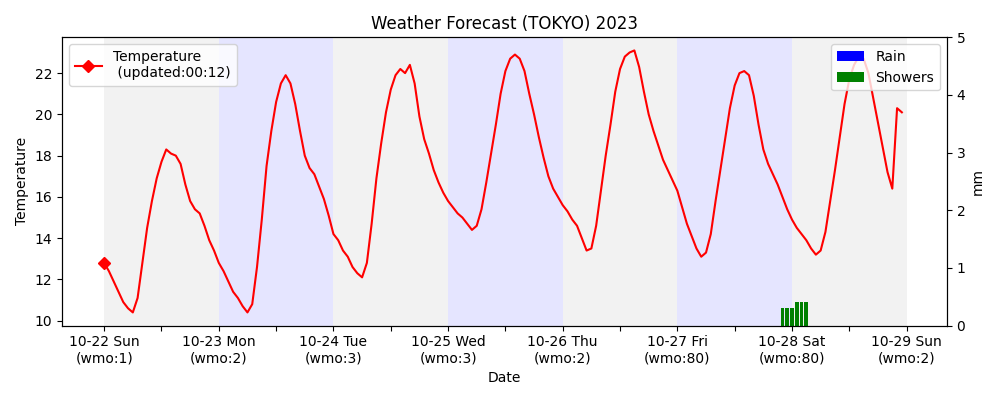 Weather Forecast (TOKYO) 2023
Temperature
(updated:00:12)
Rain
Showers
Temperature
22
20
18
16
14
12
10
5
4
3
2
1
0
mm
10-22 Sun 10-23 Mon 10-24 Tue 10-25 Wed 10-26 Thu 10-27 Fri 10-28 Sat 10-29 Sun
(wmo:1) (wmo:2) (wmo:3) (wmo:3) (wmo:2) (wmo:80) (wmo:80) (wmo:2)
Date